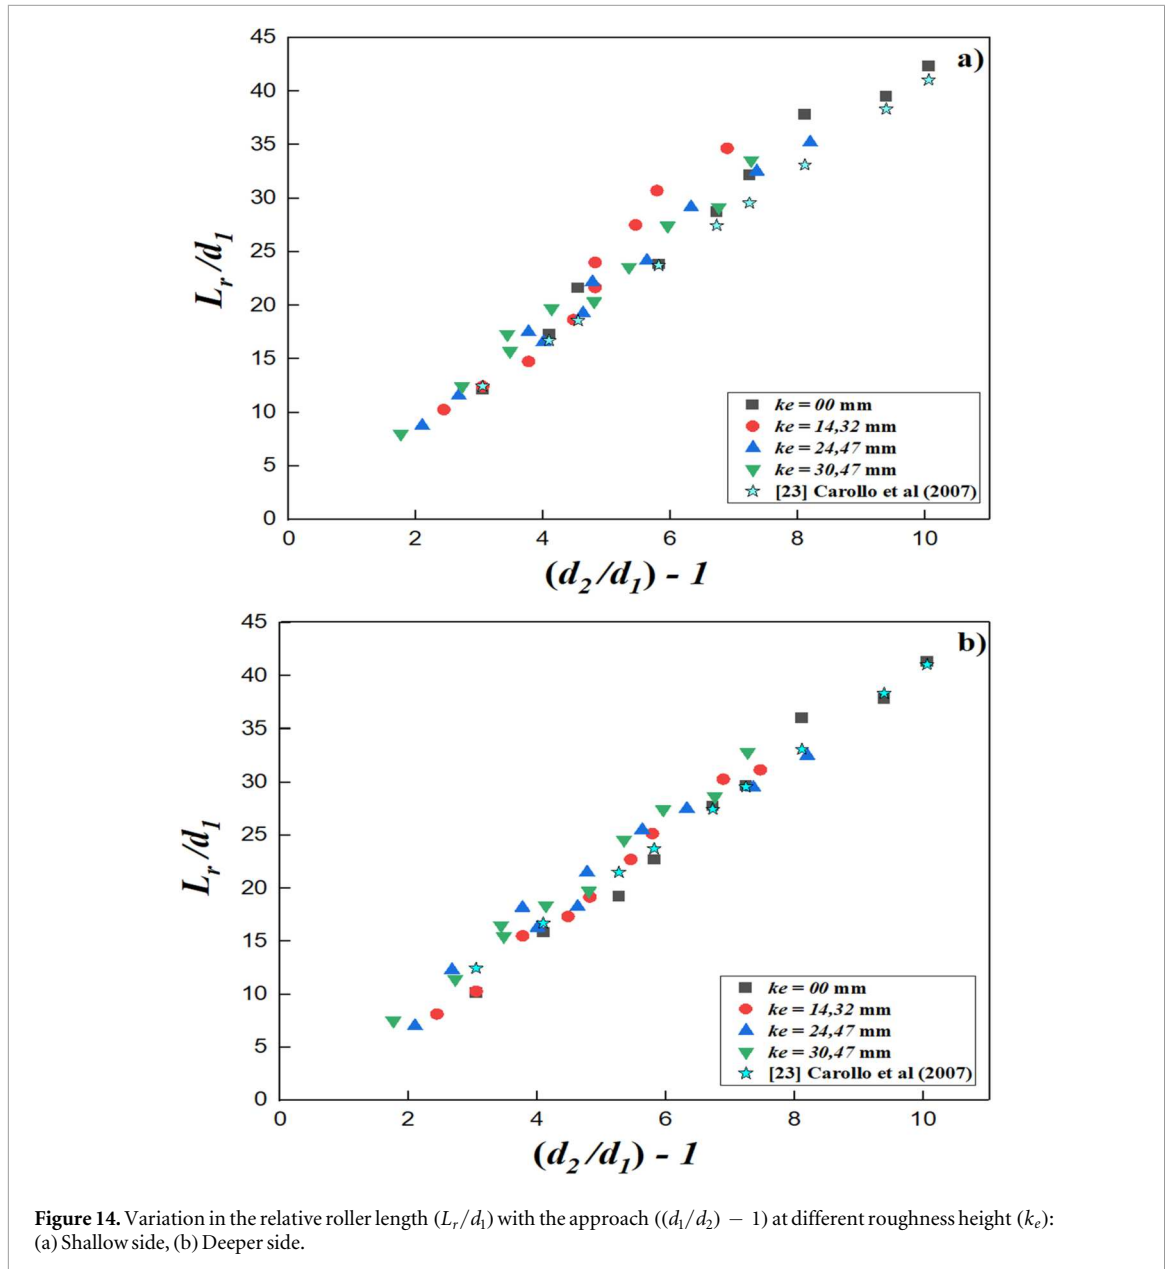 45
40
35
30
25
20
15
10
5
0
a)
L_r/d_1
ke = 00 mm
ke = 14,32 mm
ke = 24,47 mm
ke = 30,47 mm
[23] Carollo et al (2007)
0 2 4 6 8 10
(d_2/d_1) - 1
45
40
35
30
25
20
15
10
5
0
b)
L_r/d_1
ke = 00 mm
ke = 14,32 mm
ke = 24,47 mm
ke = 30,47 mm
[23] Carollo et al (2007)
0 2 4 6 8 10
(d_2/d_1) - 1
Figure 14. Variation in the relative roller length (L_r/d_1) with the approach ((d_1/d_2) − 1) at different roughness height (k_e):
(a) Shallow side, (b) Deeper side.